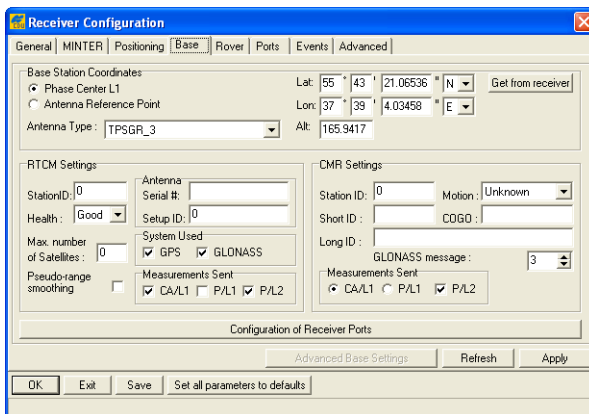 Receiver Configuration
General MINTER Positioning Base Rover Ports Events Advanced
Base Station Coordinates
Phase Center L1
Antenna Reference Point
Antenna Type : TPSGR_3
Lat: 55 ° 43 ' 21.06536 " N
Lon: 37 ° 39 ' 4.03458 " E
Alt: 165.9417
Get from receiver
RTCM Settings
StationID: 0
Health : Good
Max. number
of Satellites : 0
Pseudo-range
smoothing
Antenna
Serial #:
Setup ID: 0
System Used
GPS GLONASS
Measurements Sent
CA/L1 P/L1 P/L2
CMR Settings
Station ID: 0 Motion : Unknown
Short ID : COGO :
Long ID :
GLONASS message : 3
Measurements Sent
CA/L1 P/L1 P/L2
Configuration of Receiver Ports
Advanced Base Settings Refresh Apply
OK Exit Save Set all parameters to defaults